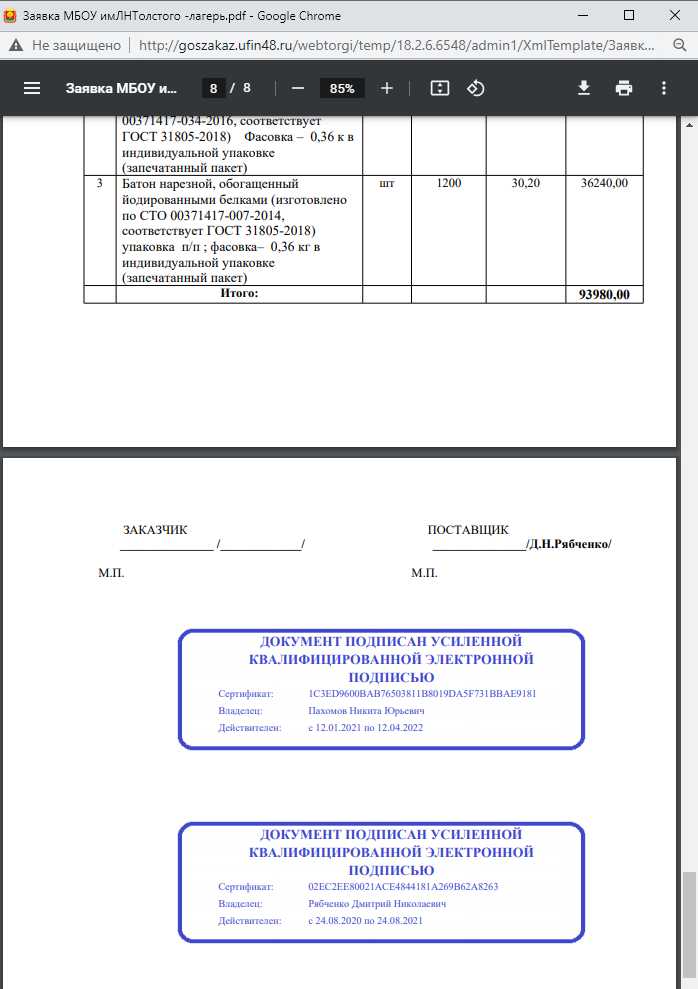 Заявка МБОУ имЛНТолстого -лагерь.pdf - Google Chrome
Не защищено | http://goszakaz.ufin48.ru/webtorgi/temp/18.2.6.6548/admin1/XmlTemplate/Заявк...
Заявка МБОУ и... 8 / 8 — 85% +
00371417-034-2016, соответствует
ГОСТ 31805-2018) Фасовка – 0,36 к в
индивидуальной упаковке
(запечатанный пакет)
3 Батон нарезной, обогащенный шт 1200 30,20 36240,00
йодированными белками (изготовлено
по СТО 00371417-007-2014,
соответствует ГОСТ 31805-2018)
упаковка п/п ; фасовка– 0,36 кг в
индивидуальной упаковке
(запечатанный пакет)
Итого: 93980,00
ЗАКАЗЧИК ПОСТАВЩИК
_______________ /_____________/ _______________/Д.Н.Рябченко/
М.П. М.П.
ДОКУМЕНТ ПОДПИСАН УСИЛЕННОЙ
КВАЛИФИЦИРОВАННОЙ ЭЛЕКТРОННОЙ
ПОДПИСЬЮ
Сертификат: 1C3ED9600BAB76503811B8019DA5F731BBAE9181
Владелец: Пахомов Никита Юрьевич
Действителен: с 12.01.2021 по 12.04.2022
ДОКУМЕНТ ПОДПИСАН УСИЛЕННОЙ
КВАЛИФИЦИРОВАННОЙ ЭЛЕКТРОННОЙ
ПОДПИСЬЮ
Сертификат: 02EC2EE80021ACE4844181A269B62A8263
Владелец: Рябченко Дмитрий Николаевич
Действителен: с 24.08.2020 по 24.08.2021